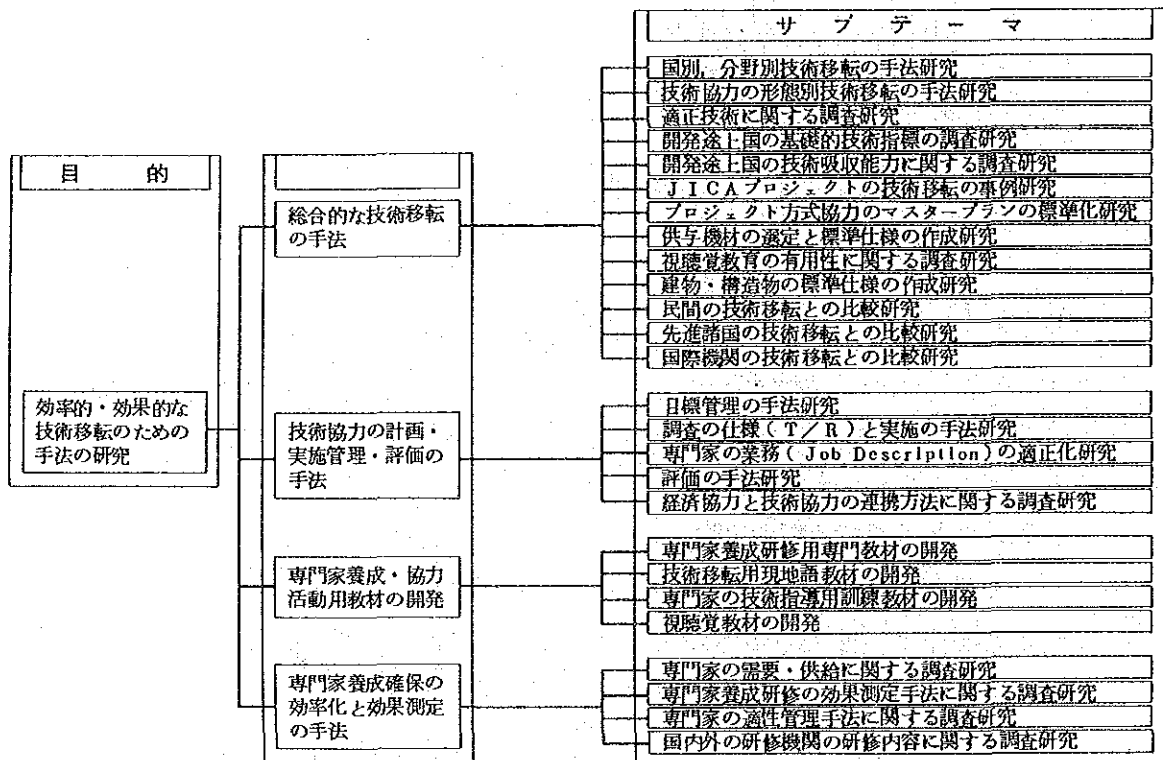 目 的
効率的・効果的な
技術移転のための
手法の研究
総合的な技術移転
の手法
技術協力の計画・
実施管理・評価の
手法
専門家養成・協力
活動用教材の開発
専門家養成確保の
効率化と効果測定
の手法
サ ブ テ ー マ
国別,分野別技術移転の手法研究
技術協力の形態別技術移転の手法研究
適正技術に関する調査研究
開発途上国の基礎的技術指標の調査研究
開発途上国の技術吸収能力に関する調査研究
JICAプロジェクトの技術移転の事例研究
プロジェクト方式協力のマスタープランの標準化研究
供与機材の選定と標準仕様の作成研究
視聴覚教育の有用性に関する調査研究
建物・構造物の標準仕様の作成研究
民間の技術移転との比較研究
先進諸国の技術移転との比較研究
国際機関の技術移転との比較研究
目標管理の手法研究
調査の仕様(T/R)と実施の手法研究
専門家の業務(Job Description)の適正化研究
評価の手法研究
経済協力と技術協力の連携方法に関する調査研究
専門家養成研修用専門教材の開発
技術移転用現地語教材の開発
専門家の技術指導用訓練教材の開発
視聴覚教材の開発
専門家の需要・供給に関する調査研究
専門家養成研修の効果測定手法に関する調査研究
専門家の適性管理手法に関する調査研究
国内外の研修機関の研修内容に関する調査研究